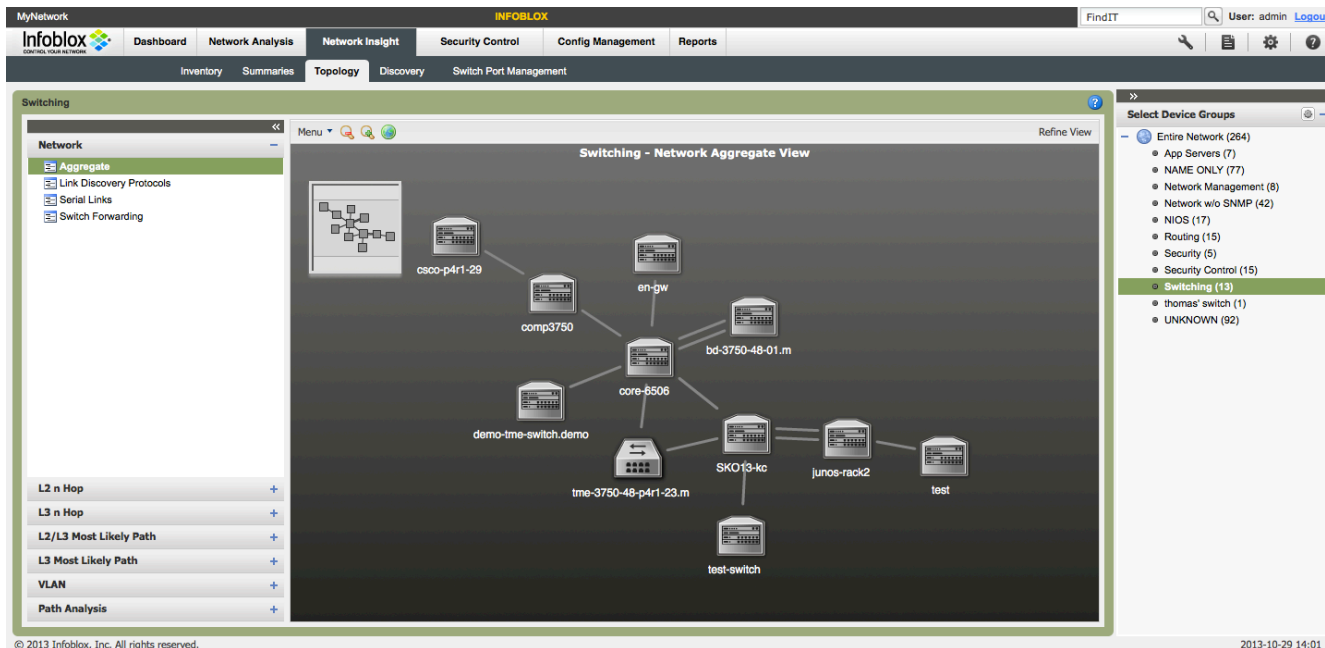 MyNetwork INFOBLOX FindIT User: admin Logou
Infoblox
CONTROL YOUR NETWORK
Dashboard Network Analysis Network Insight Security Control Config Management Reports
Inventory Summaries Topology Discovery Switch Port Management
Switching
Network
Aggregate
Link Discovery Protocols
Serial Links
Switch Forwarding
L2 n Hop
L3 n Hop
L2/L3 Most Likely Path
L3 Most Likely Path
VLAN
Path Analysis
Menu Refine View
Switching - Network Aggregate View
csco-p4r1-29
en-gw
comp3750
bd-3750-48-01.m
core-6506
demo-tme-switch.demo
SKO13-kc
junos-rack2
tme-3750-48-p4r1-23.m
test
test-switch
Select Device Groups
Entire Network (264)
App Servers (7)
NAME ONLY (77)
Network Management (8)
Network w/o SNMP (42)
NIOS (17)
Routing (15)
Security (5)
Security Control (15)
Switching (13)
thomas' switch (1)
UNKNOWN (92)
© 2013 Infoblox, Inc. All rights reserved. 2013-10-29 14:01